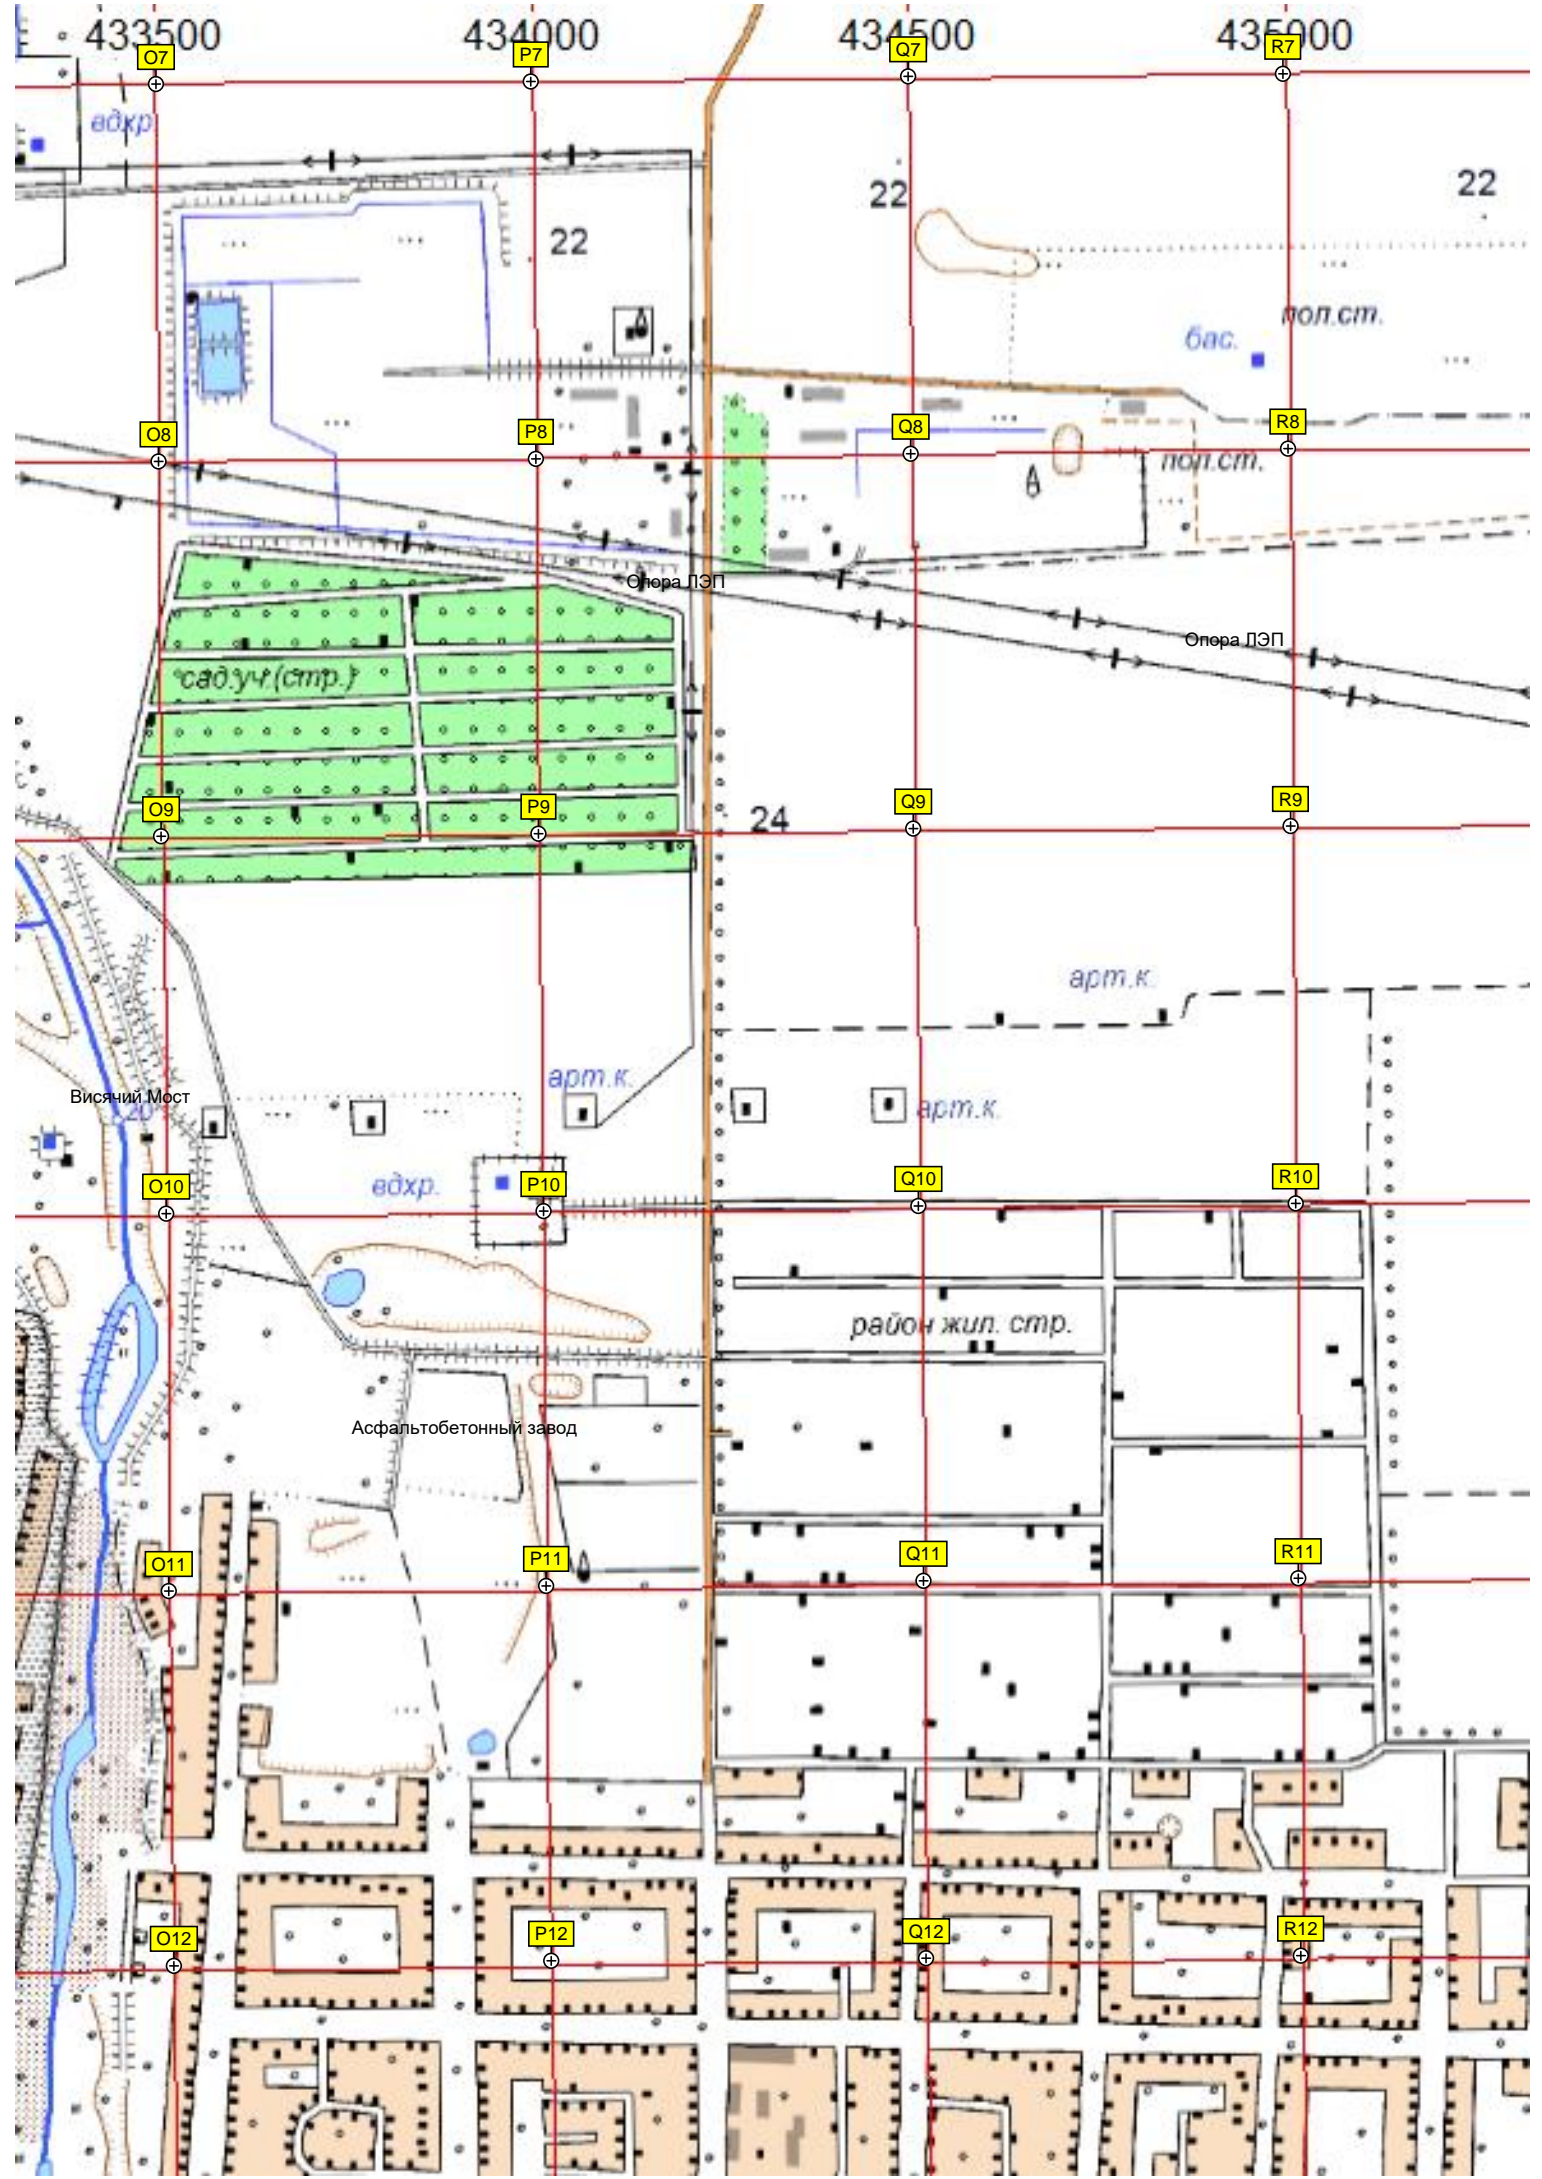 433500 434000 434500 435000
O7 P7 Q7 R7
вдхр.
22 22
22
пол.ст.
бас.
O8 P8 Q8 R8
пол.ст.
Опора ЛЭП
Опора ЛЭП
сад.уч.(стр.)
O9 P9 24 Q9 R9
арт.к.
арт.к.
Висячий Мост
20
арт.к.
вдхр.
O10 P10 Q10 R10
район жил. стр.
Асфальтобетонный завод
O11 P11 Q11 R11
O12 P12 Q12 R12